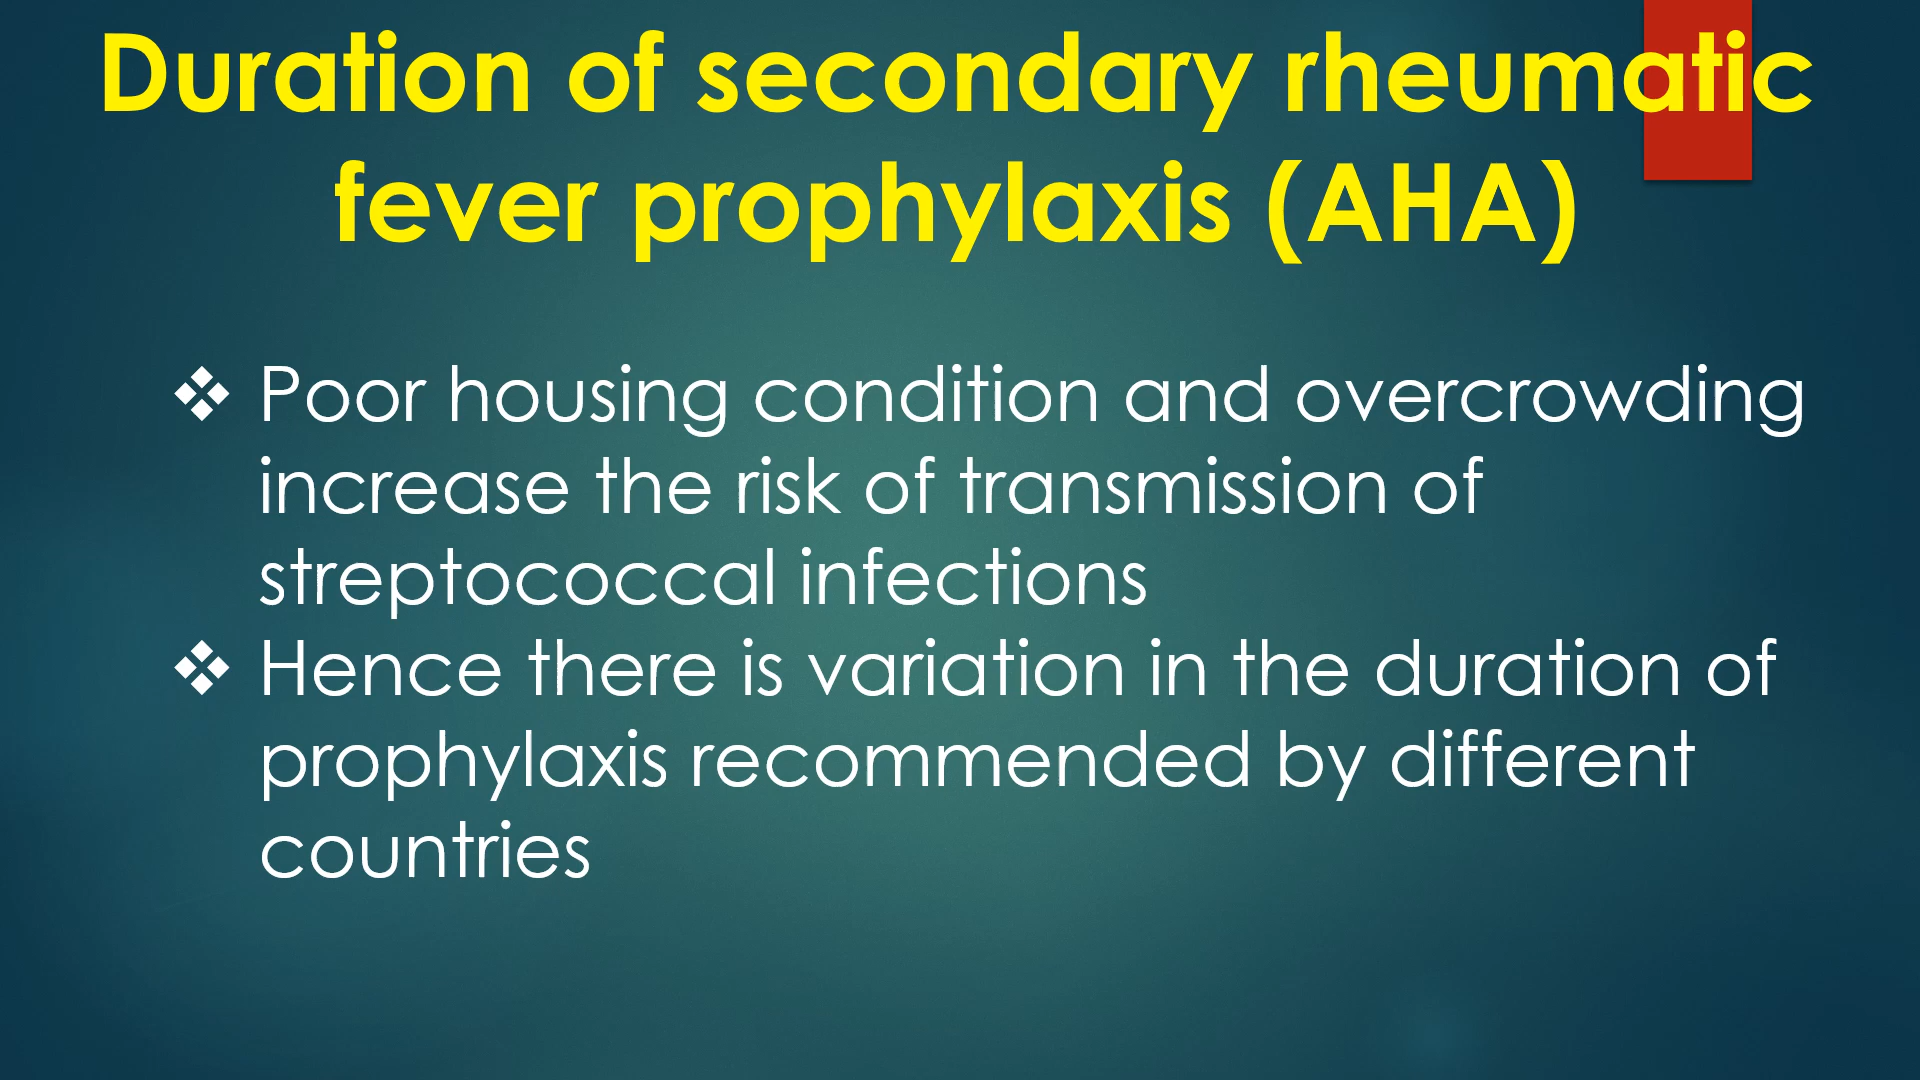 Duration of secondary rheumatic
fever prophylaxis (AHA)
❖ Poor housing condition and overcrowding
increase the risk of transmission of
streptococcal infections
❖ Hence there is variation in the duration of
prophylaxis recommended by different
countries